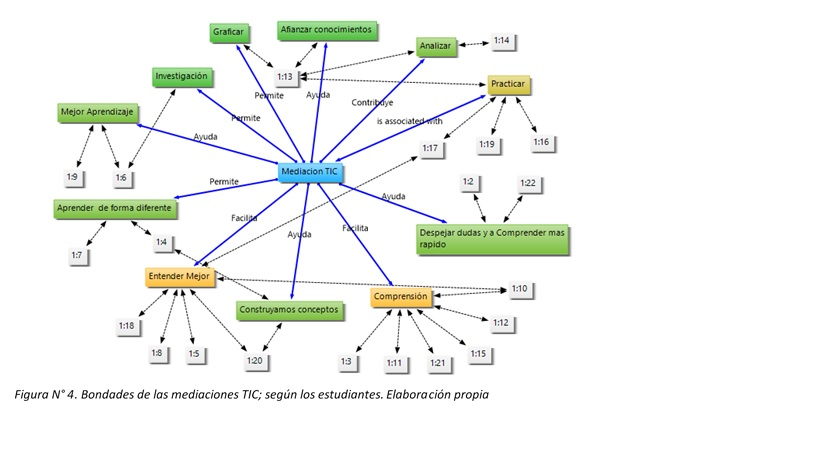 Graficar
Afianzar conocimientos
Analizar
1:14
Investigación
1:13
Practicar
Permite
Ayuda
Contribuye
Mejor Aprendizaje
Permite
is associated with
Ayuda
1:17
1:19
1:16
Mediacion TIC
1:9
1:6
Permite
1:2
1:22
Ayuda
Aprender de forma diferente
Facilita
Ayuda
Facilita
Despejar dudas y a Comprender mas
rapido
1:7
1:4
Entender Mejor
1:10
Comprensión
Construyamos conceptos
1:18
1:12
1:8
1:5
1:20
1:3
1:11
1:21
1:15
Figura N° 4. Bondades de las mediaciones TIC; según los estudiantes. Elaboración propia